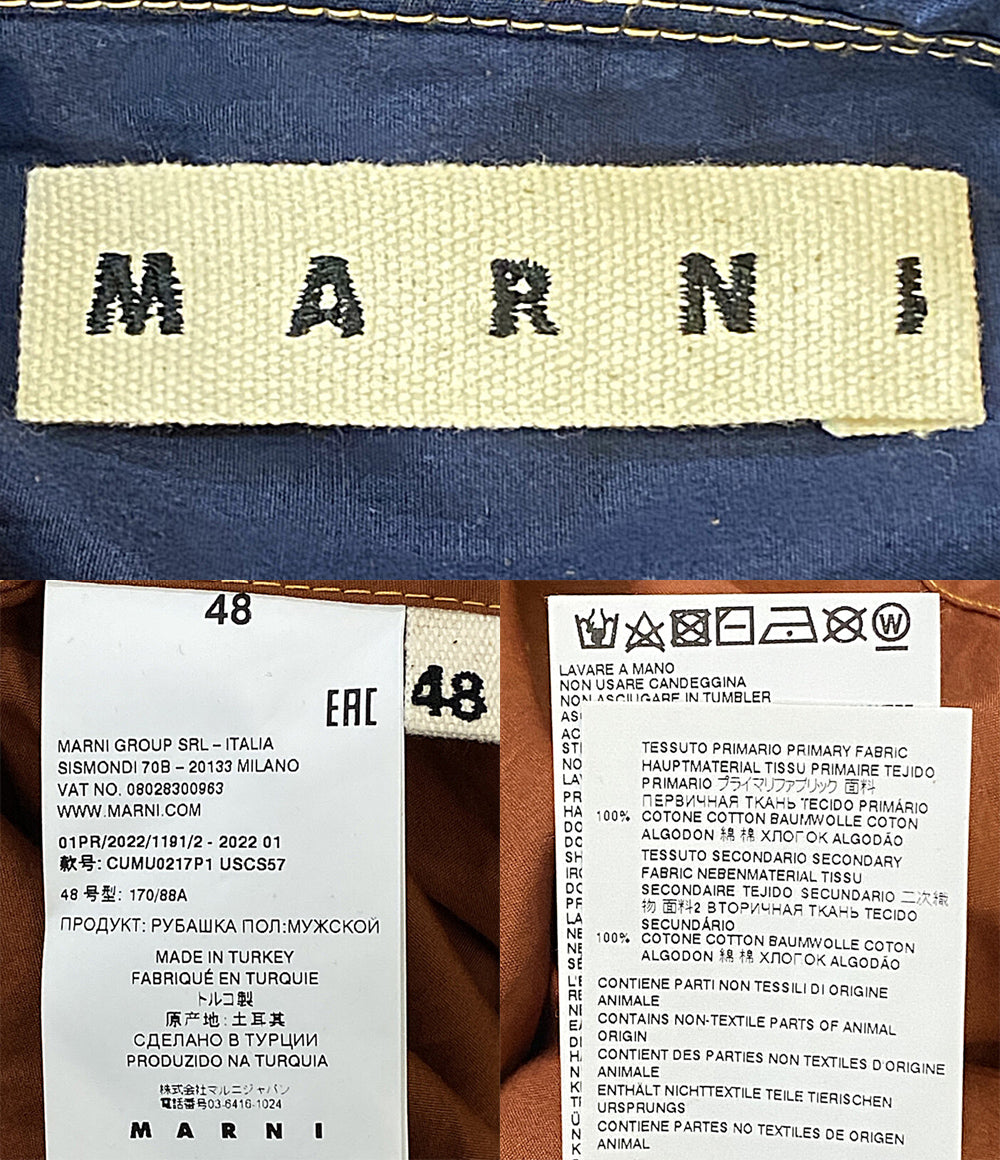 MARNI
48
EAC
48
MARNI GROUP SRL – ITALIA
SISMONDI 70B – 20133 MILANO
VAT NO. 08028300963
WWW.MARNI.COM
01PR/2022/1191/2 - 2022 01
款号: CUMU0217P1 USCS57
48 号型: 170/88A
ПРОДУКТ: РУБАШКА ПОЛ:МУЖСКОЙ
MADE IN TURKEY
FABRIQUÉ EN TURQUIE
トルコ製
原产地:土耳其
СДЕЛАНО В ТУРЦИИ
PRODUZIDO NA TURQUIA
株式会社マルニジャパン
電話番号03-6416-1024
MARNI
W
LAVARE A MANO
NON USARE CANDEGGINA
NON ASCIUGARE IN TUMBLER
TESSUTO PRIMARIO PRIMARY FABRIC
HAUPTMATERIAL TISSU PRIMAIRE TEJIDO
PRIMARIO プライマリファブリック 面料
ПЕРВИЧНАЯ ТКАНЬ TECIDO PRIMÁRIO
100% COTONE COTTON BAUMWOLLE COTON
ALGODON 綿 棉 ХЛОГОК ALGODÃO
TESSUTO SECONDARIO SECONDARY
FABRIC NEBENMATERIAL TISSU
SECONDAIRE TEJIDO SECUNDARIO 二次織
物 面料2 ВТОРИЧНАЯ ТКАНЬ TECIDO
SECUNDÁRIO
100% COTONE COTTON BAUMWOLLE COTON
ALGODON 綿 棉 ХЛОГОК ALGODÃO
CONTIENE PARTI NON TESSILI DI ORIGINE
ANIMALE
CONTAINS NON-TEXTILE PARTS OF ANIMAL
ORIGIN
CONTIENT DES PARTIES NON TEXTILES D'ORIGINE
ANIMALE
ENTHÄLT NICHTTEXTILE TEILE TIERISCHEN
URSPRUNGS
CONTIENE PARTES NO TEXTILES DE ORIGEN
ANIMAL